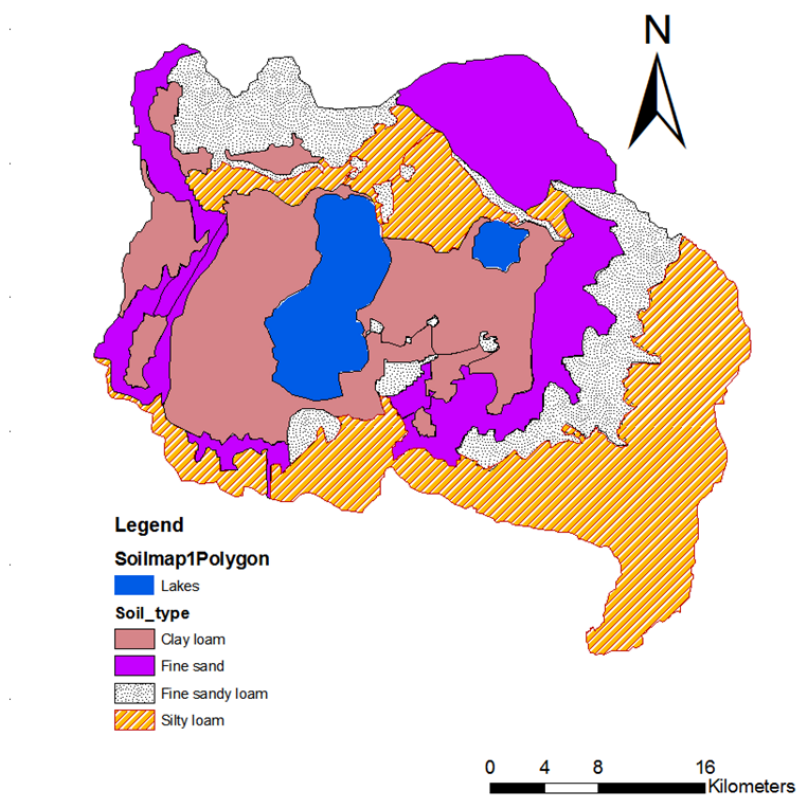 N
Legend
Soilmap1Polygon
Lakes
Soil_type
Clay loam
Fine sand
Fine sandy loam
Silty loam
0 4 8 16
Kilometers